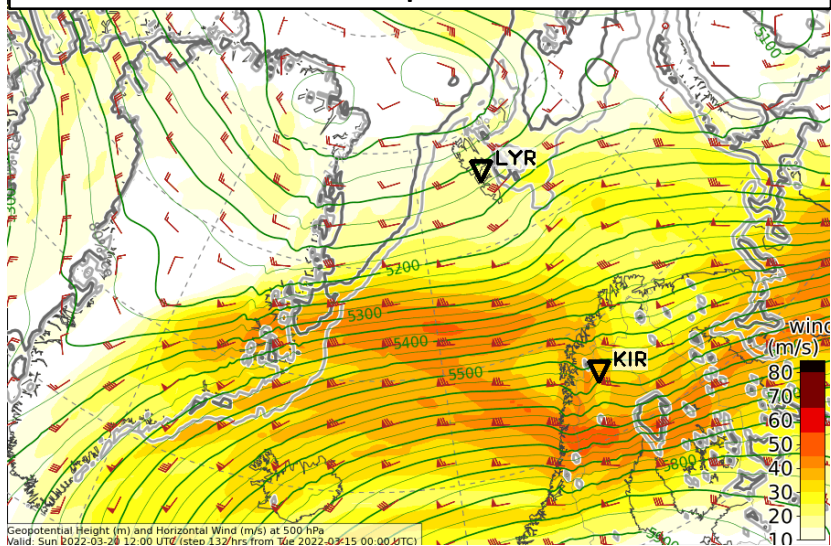 5100
LYR
5200
5300
wind
(m/s)
5400
KIR
80
5500
70
60
50
40
5800
30
20
10
Geopotential Height (m) and Horizontal Wind (m/s) at 500 hPa
Valid: Sun 2022-03-20 12:00 UTC (step 132 hrs from Tue 2022-03-15 00:00 UTC)